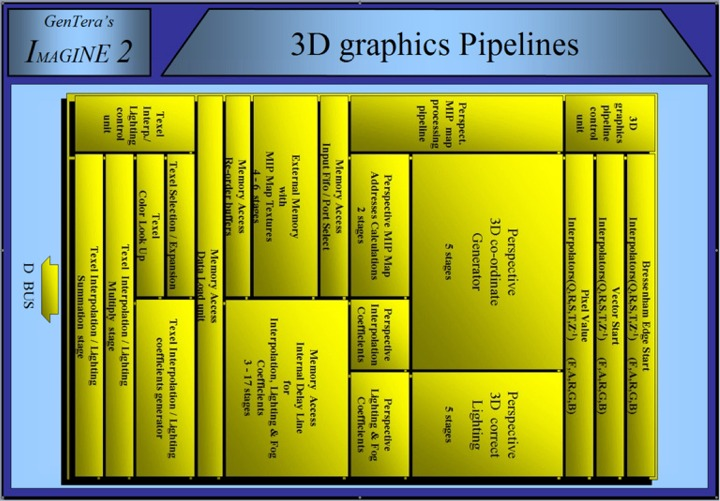 GenTera's
IMAGINE 2
3D graphics Pipelines
3D
graphics
pipeline
control
unit
Bressenham Edge Start
Interpolators(Q,R,S,T,Z¹) (F,A,R,G,B)
Vector Start
Interpolators(Q,R,S,T,Z¹) (F,A,R,G,B)
Pixel Value
Interpolators(Q,R,S,T,Z¹) (F,A,R,G,B)
Perspect.
MIP map
processing
pipeline
Perspective
3D co-ordinate
Generator
5 stages
Perspective
3D correct
Lighting
5 stages
Perspective MIP Map
Addresses Calculations
2 stages
Perspective
Interpolation
Coefficients
Perspective
Lighting & Fog
Coefficients
Memory Access
Input Fifo / Port Select
External Memory
with
MIP Map Textures
4 - 6 stages
Memory Access
Re-order buffers
Memory Access
Internal Delay Line
for
Interpolation, Lighting & Fog
Coefficients
3 - 17 stages
Memory Access
Data Load unit
Texel
Interp./
Lighting
control
unit
Texel Selection / Expansion
Texel
Color Look Up
Texel Interpolation / Lighting
coefficients generator
Texel Interpolation / Lighting
Multiply stage
Texel Interpolation / Lighting
Summation stage
D BUS